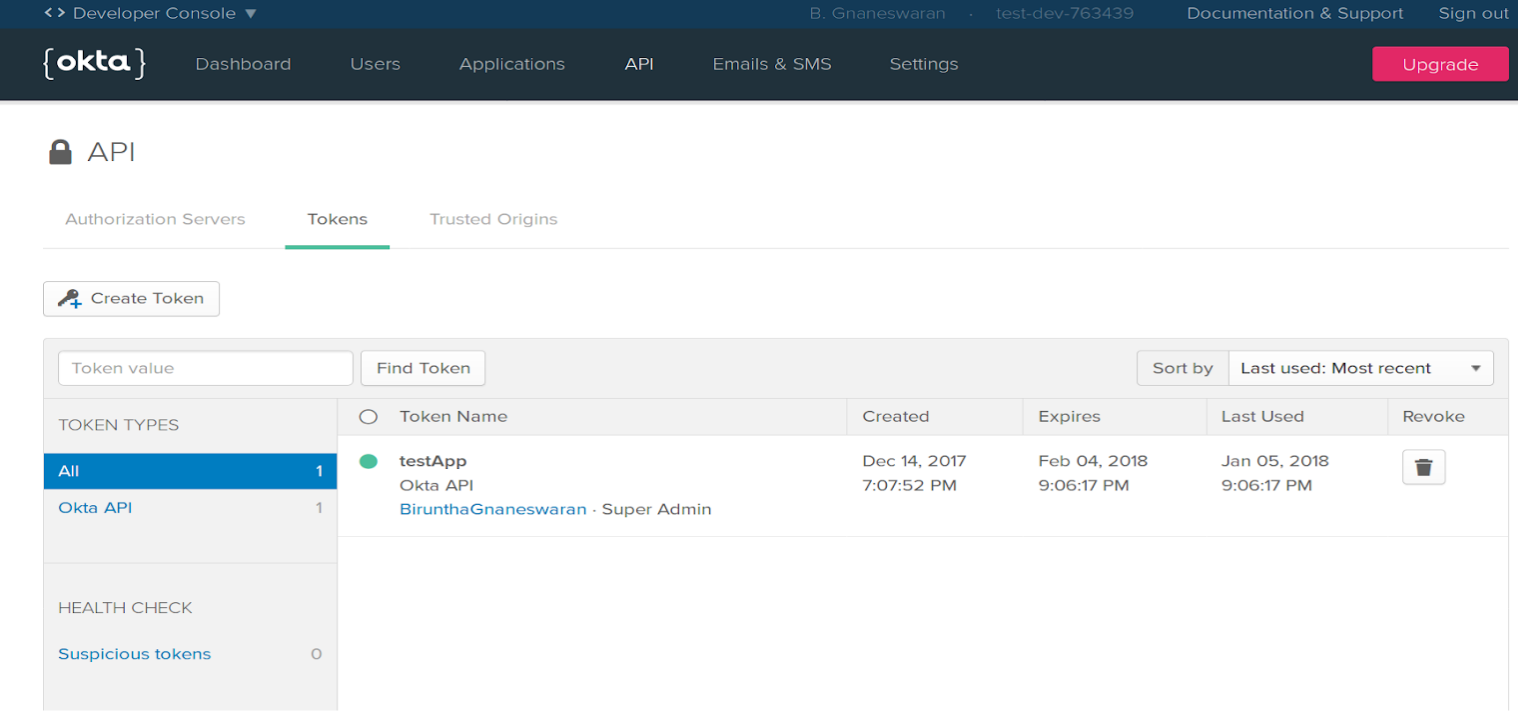 <> Developer Console ▼ B. Gnaneswaran · test-dev-763439 Documentation & Support Sign out
{okta} Dashboard Users Applications API Emails & SMS Settings Upgrade
API
Authorization Servers Tokens Trusted Origins
Create Token
Token value Find Token Sort by Last used: Most recent
TOKEN TYPES Token Name Created Expires Last Used Revoke
All 1 testApp Dec 14, 2017 Feb 04, 2018 Jan 05, 2018
Okta API 7:07:52 PM 9:06:17 PM 9:06:17 PM
Okta API 1 BirunthaGnaneswaran · Super Admin
HEALTH CHECK
Suspicious tokens 0